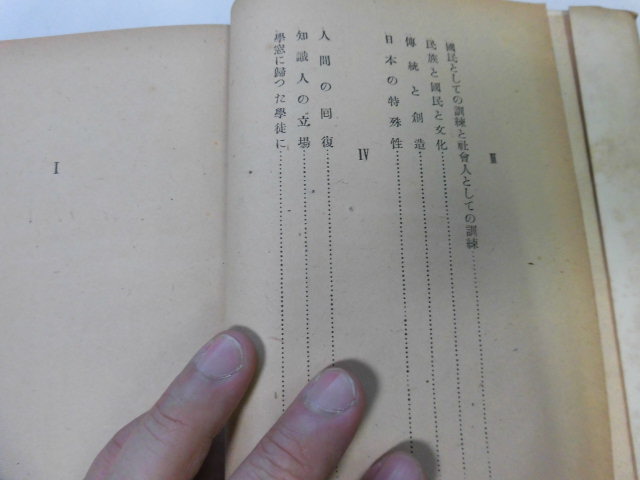 III
國民としての訓練と社會人としての訓練
民族と國民と文化
傳統と創造
日本の特殊性
IV
人間の回復
知識人の立場
學窓に歸つた學徒に
I